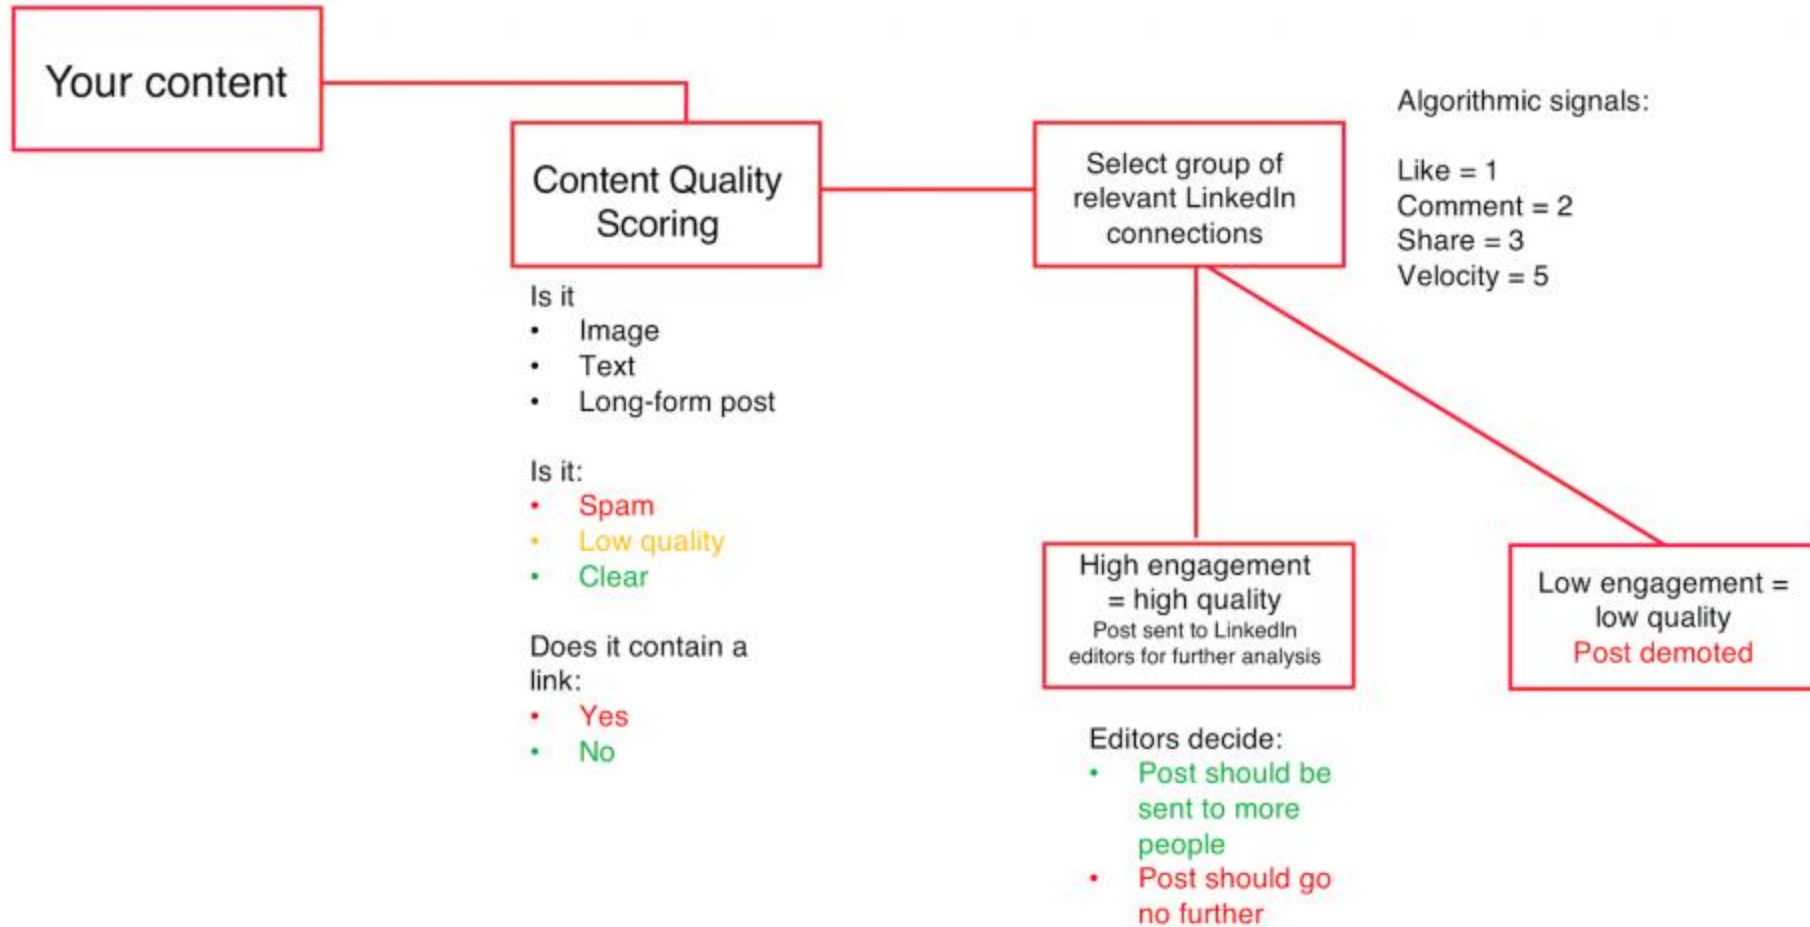 Your content
Content Quality
Scoring
Is it
• Image
• Text
• Long-form post
Is it:
• Spam
• Low quality
• Clear
Does it contain a
link:
• Yes
• No
Select group of
relevant LinkedIn
connections
Algorithmic signals:
Like = 1
Comment = 2
Share = 3
Velocity = 5
High engagement
= high quality
Post sent to LinkedIn
editors for further analysis
Editors decide:
• Post should be
sent to more
people
• Post should go
no further
Low engagement =
low quality
Post demoted